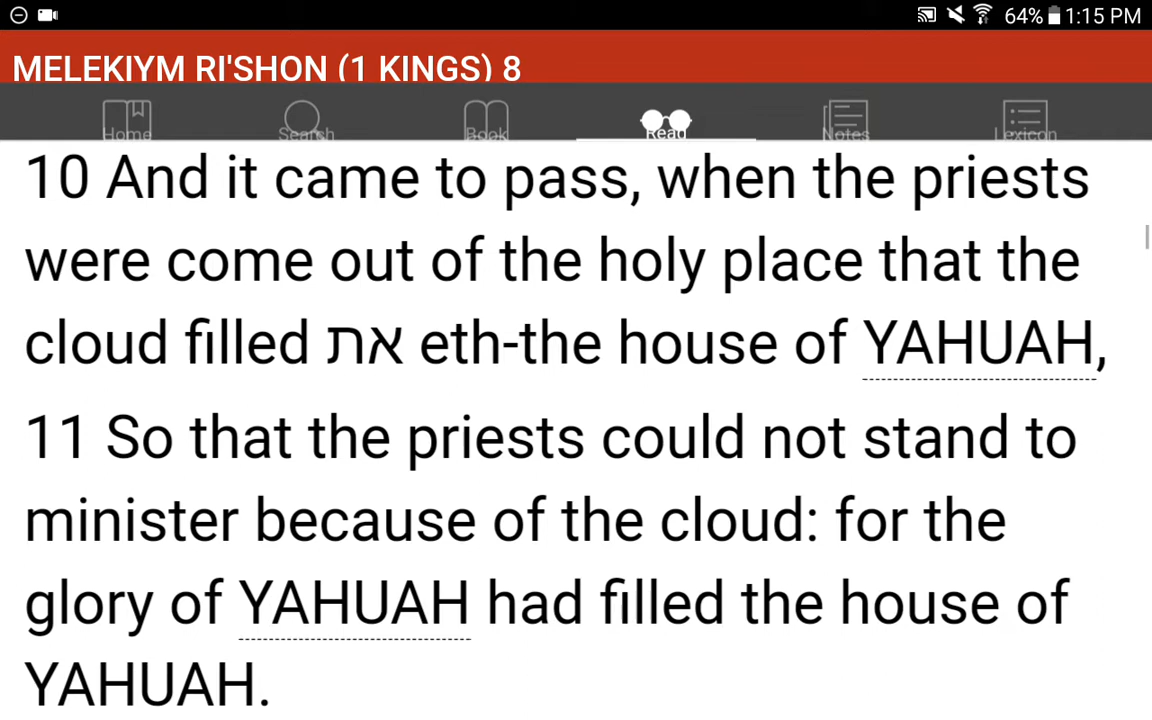 64% 1:15 PM
MELEKIYM RI'SHON (1 KINGS) 8
Home Search Book Read Notes Lexicon
10 And it came to pass, when the priests
were come out of the holy place that the
cloud filled את eth-the house of YAHUAH,
11 So that the priests could not stand to
minister because of the cloud: for the
glory of YAHUAH had filled the house of
YAHUAH.